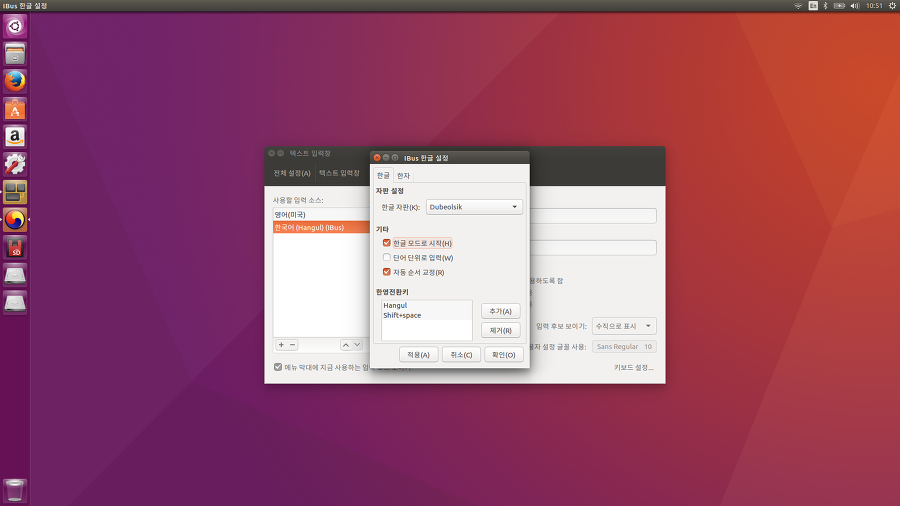 IBus 한글 설정
En
10:51
텍스트 입력창
전체 설정(A)
텍스트 입력창
사용할 입력 소스:
영어(미국)
한국어 (Hangul) (IBus)
IBus 한글 설정
한글
한자
자판 설정
한글 자판(K):
Dubeolsik
기타
한글 모드로 시작(H)
단어 단위로 입력(W)
자동 순서 교정(R)
한영전환키
Hangul
Shift+space
추가(A)
제거(R)
적용(A)
취소(C)
확인(O)
용하도록 함
입력 후보 보이기:
수직으로 표시
용자 설정 글꼴 사용:
Sans Regular
10
메뉴 막대에 지금 사용하는 입
키보드 설정...